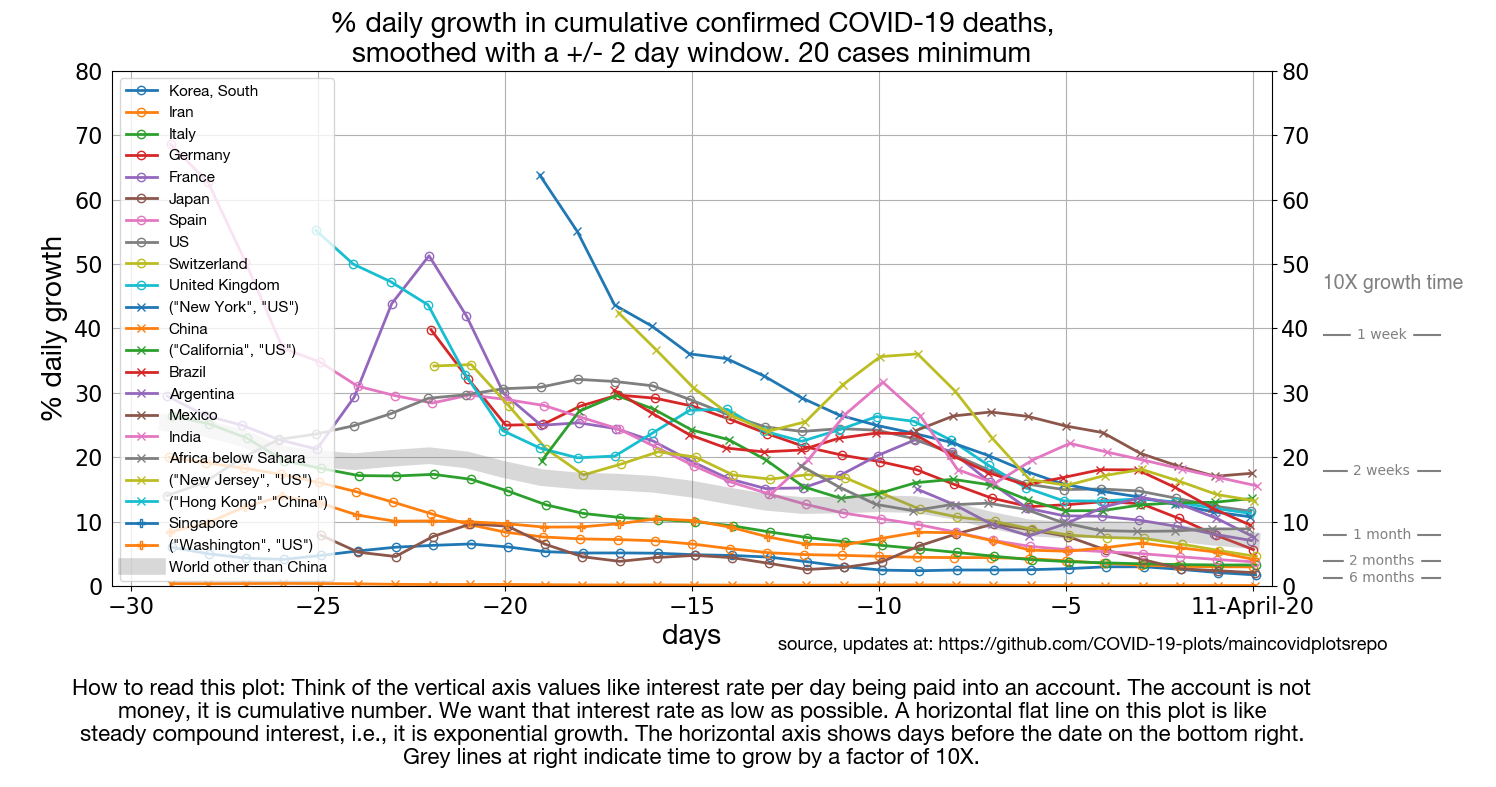 % daily growth in cumulative confirmed COVID-19 deaths,
smoothed with a +/- 2 day window. 20 cases minimum
80
70
60
50
40
30
20
10
0
% daily growth
Korea, South
Iran
Italy
Germany
France
Japan
Spain
US
Switzerland
United Kingdom
("New York", "US")
China
("California", "US")
Brazil
Argentina
Mexico
India
Africa below Sahara
("New Jersey", "US")
("Hong Kong", "China")
Singapore
("Washington", "US")
World other than China
80
70
60
50
40
30
20
10
0
10X growth time
1 week
2 weeks
1 month
2 months
6 months
−30 −25 −20 −15 −10 −5 11-April-20
days
source, updates at: https://github.com/COVID-19-plots/maincovidplotsrepo
How to read this plot: Think of the vertical axis values like interest rate per day being paid into an account. The account is not
money, it is cumulative number. We want that interest rate as low as possible. A horizontal flat line on this plot is like
steady compound interest, i.e., it is exponential growth. The horizontal axis shows days before the date on the bottom right.
Grey lines at right indicate time to grow by a factor of 10X.